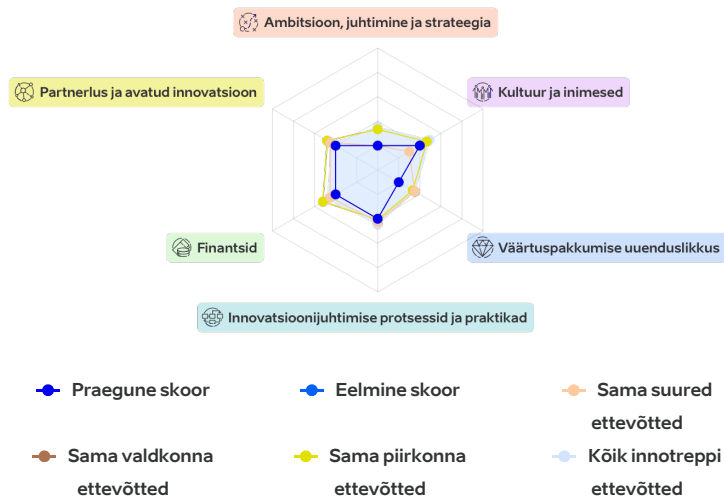 Ambitsioon, juhtimine ja strateegia
Partnerlus ja avatud innovatsioon
Kultuur ja inimesed
Finantsid
Väärtuspakkumise uuenduslikkus
Innovatsioonijuhtimise protsessid ja praktikad
Praegune skoor
Eelmine skoor
Sama suured
ettevõtted
Sama valdkonna
ettevõtted
Sama piirkonna
ettevõtted
Kõik innotreppi
ettevõtted